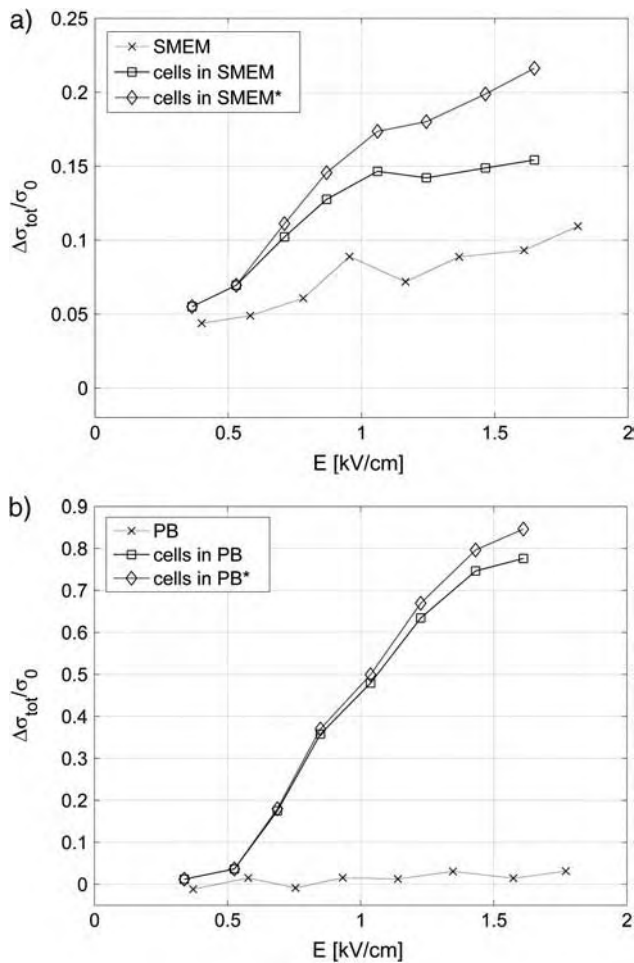 a)
0.25
0.2
0.15
0.1
0.05
0
Δσtot/σ0
SMEM
cells in SMEM
cells in SMEM*
0 0.5 1 1.5 2
E [kV/cm]
b)
0.9
0.8
0.7
0.6
0.5
0.4
0.3
0.2
0.1
0
Δσtot/σ0
PB
cells in PB
cells in PB*
0 0.5 1 1.5 2
E [kV/cm]